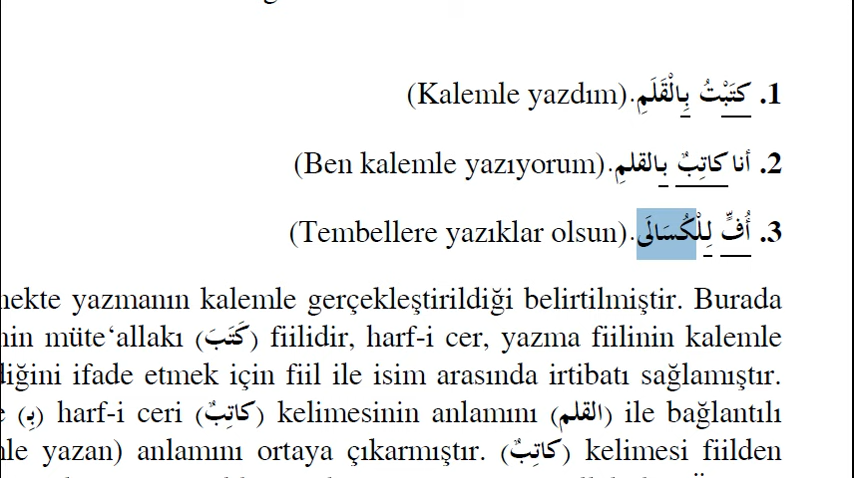 1. كتَبْتُ بِالْقَلَمِ.(Kalemle yazdım)
2. أنا كاتِبٌ بالقلمِ.(Ben kalemle yazıyorum)
3. أُفٍّ لِلْكُسَالَى.(Tembellere yazıklar olsun)
nekte yazmanın kalemle gerçekleştirildiği belirtilmiştir. Burada
nin müte‘allakı (كَتَبَ) fiilidir, harf-i cer, yazma fiilinin kalemle
diğini ifade etmek için fiil ile isim arasında irtibatı sağlamıştır.
e (بِ) harf-i ceri (كاتِبٌ) kelimesinin anlamını (القلم) ile bağlantılı
le yazan) anlamını ortaya çıkarmıştır. (كاتِبٌ) kelimesi fiilden